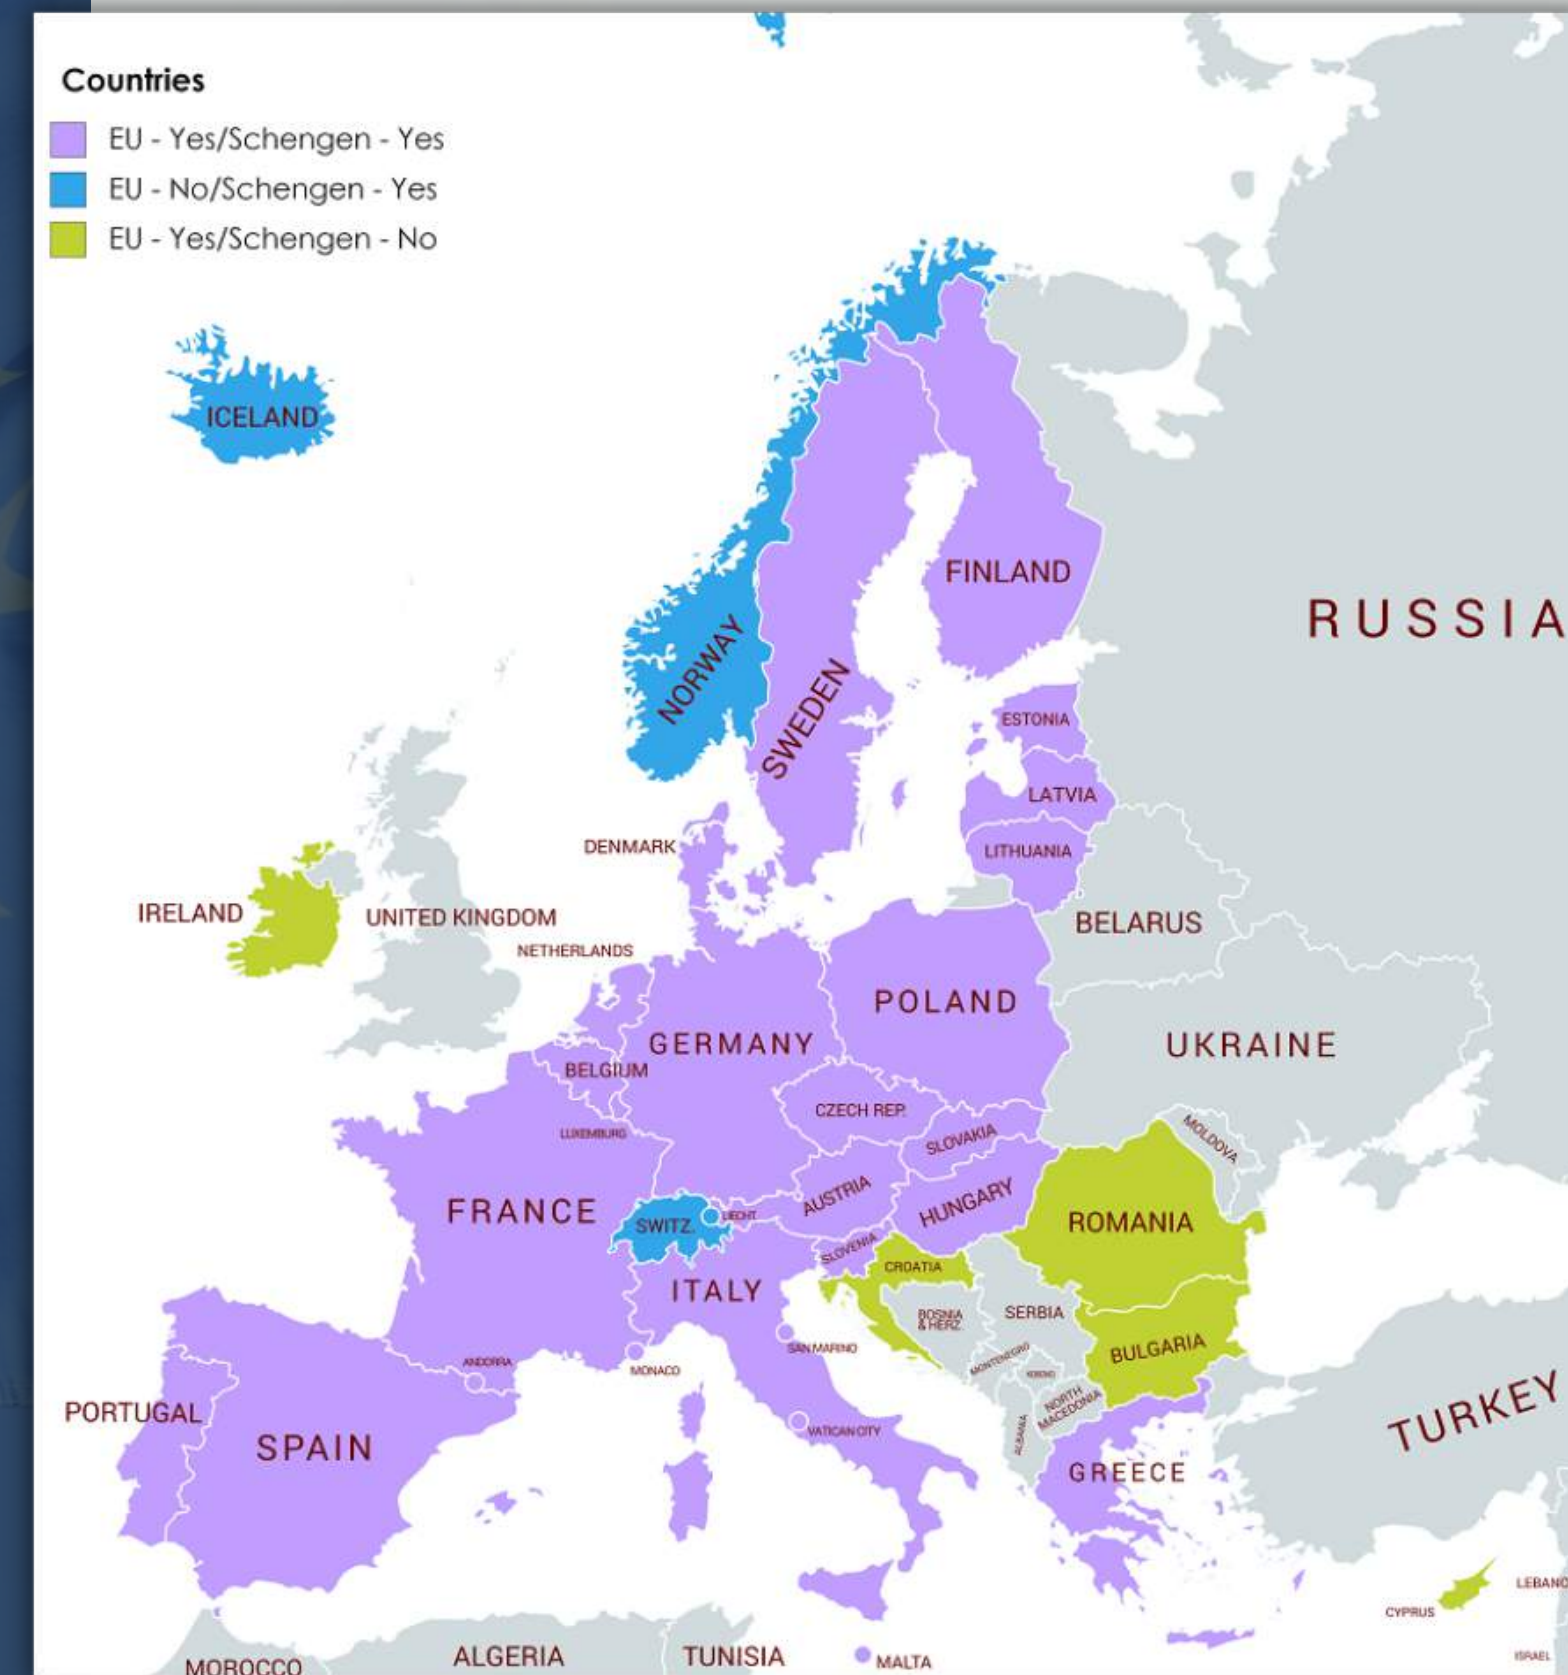 Countries
EU - Yes/Schengen - Yes
EU - No/Schengen - Yes
EU - Yes/Schengen - No
ICELAND
FINLAND
RUSSIA
NORWAY
SWEDEN
ESTONIA
LATVIA
DENMARK
LITHUANIA
IRELAND
UNITED KINGDOM
BELARUS
NETHERLANDS
POLAND
GERMANY
UKRAINE
BELGIUM
CZECH REP.
LUXEMBURG
SLOVAKIA
MOLDOVA
AUSTRIA
HUNGARY
FRANCE
SWITZ.
LIECHT.
ROMANIA
SLOVENIA
CROATIA
ITALY
BOSNIA
& HERZ.
SERBIA
SAN MARINO
BULGARIA
ANDORRA
MONACO
MONTENEGRO
KOSOVO
NORTH
MACEDONIA
PORTUGAL
SPAIN
VATICAN CITY
ALBANIA
TURKEY
GREECE
CYPRUS
LEBANO
ALGERIA
TUNISIA
MALTA
ISRAEL
MOROCCO